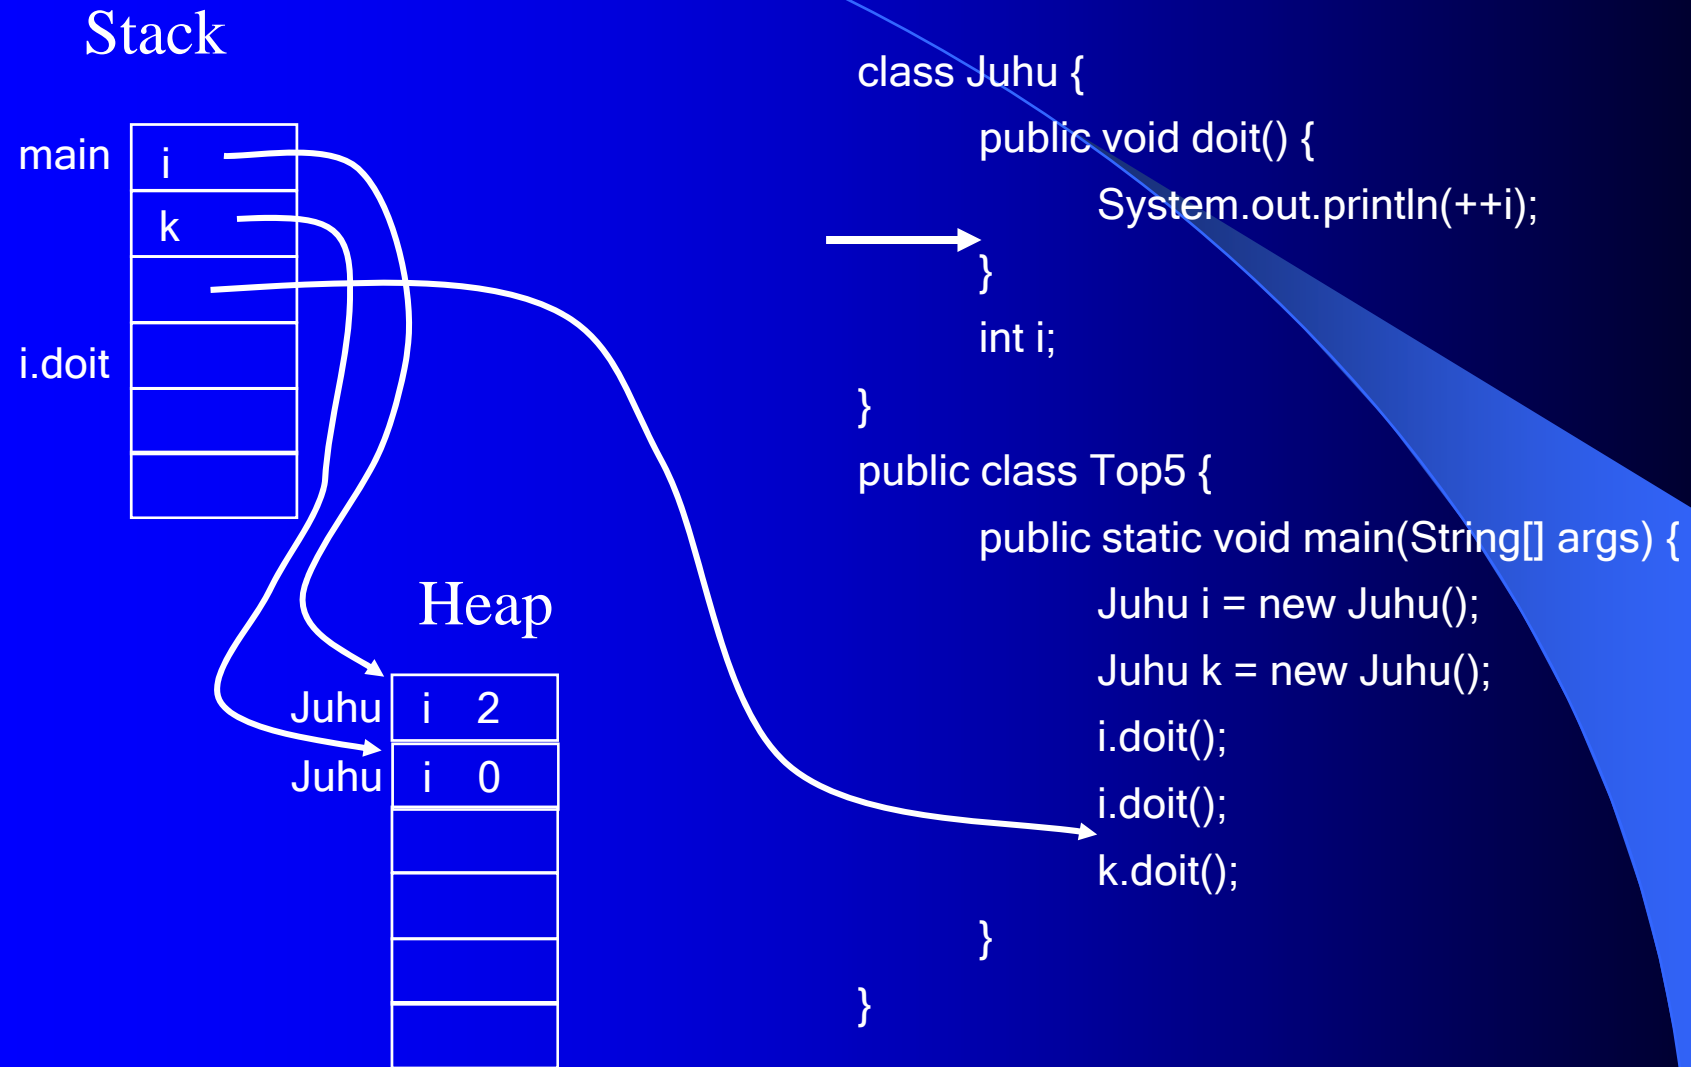 Stack
main
i
k
i.doit
Heap
Juhu
i 2
Juhu
i 0
class Juhu {
public void doit() {
System.out.println(++i);
}
int i;
}
public class Top5 {
public static void main(String[] args) {
Juhu i = new Juhu();
Juhu k = new Juhu();
i.doit();
i.doit();
k.doit();
}
}